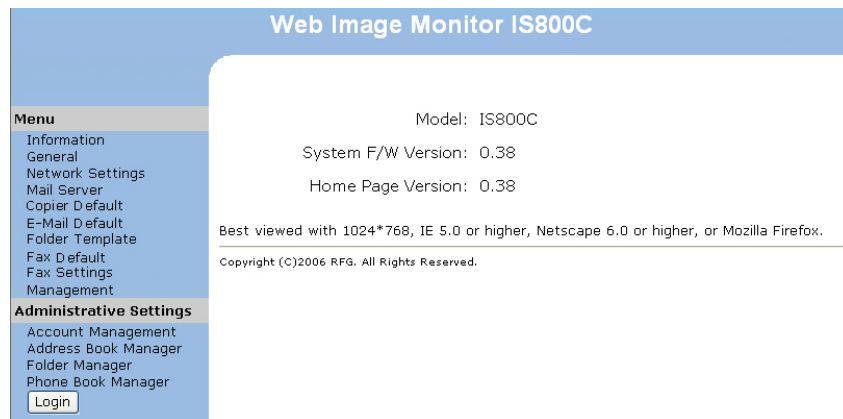 Web Image Monitor IS800C
Menu
Information
General
Network Settings
Mail Server
Copier Default
E-Mail Default
Folder Template
Fax Default
Fax Settings
Management
Administrative Settings
Account Management
Address Book Manager
Folder Manager
Phone Book Manager
Login
Model: IS800C
System F/W Version: 0.38
Home Page Version: 0.38
Best viewed with 1024*768, IE 5.0 or higher, Netscape 6.0 or higher, or Mozilla Firefox.
Copyright (C)2006 RFG. All Rights Reserved.